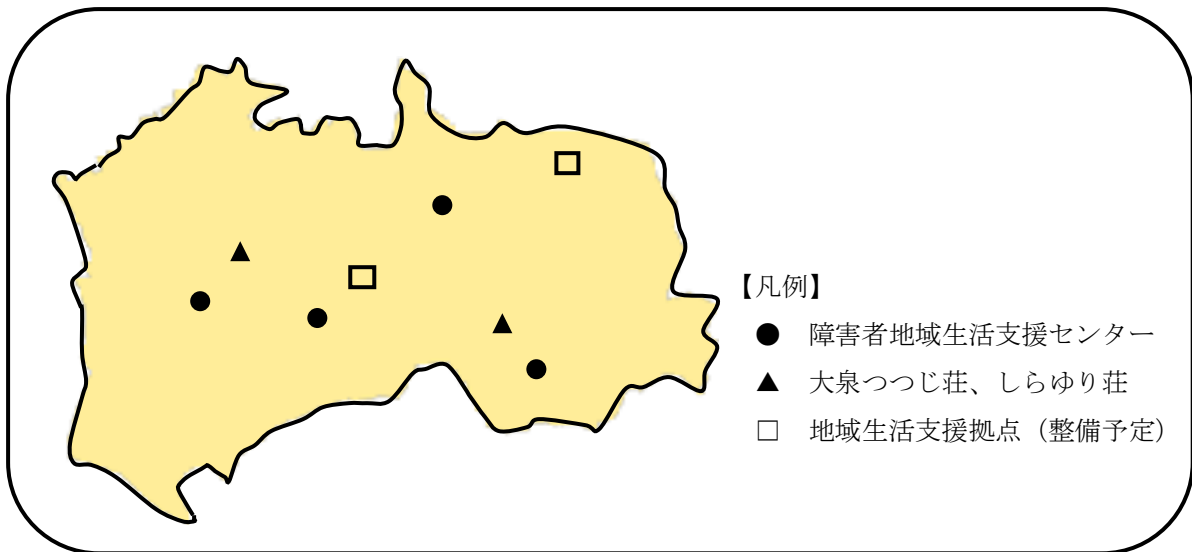 【凡例】
● 障害者地域生活支援センター
▲ 大泉つつじ荘、しらゆり荘
□ 地域生活支援拠点（整備予定）